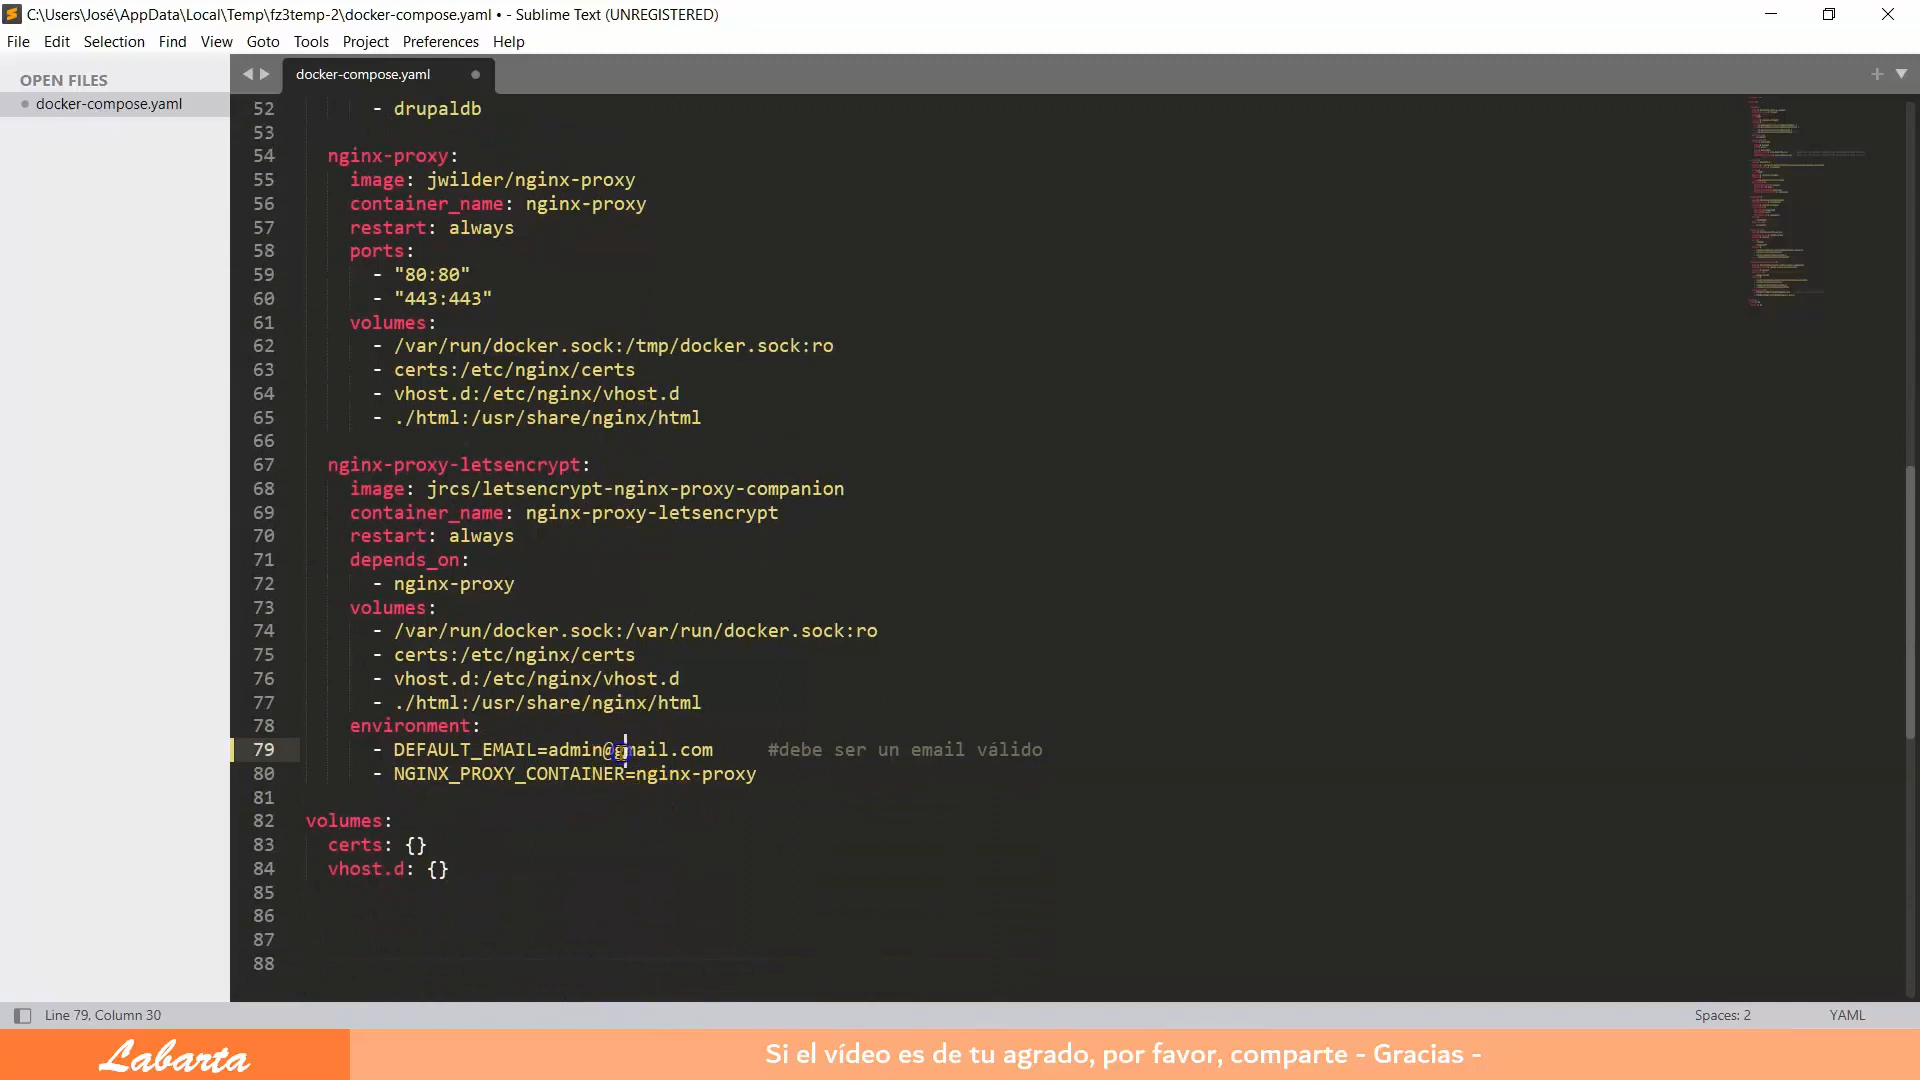 C:\Users\José\AppData\Local\Temp\fz3temp-2\docker-compose.yaml • - Sublime Text (UNREGISTERED)
File Edit Selection Find View Goto Tools Project Preferences Help
OPEN FILES
docker-compose.yaml
docker-compose.yaml
52 - drupaldb
53
54 nginx-proxy:
55 image: jwilder/nginx-proxy
56 container_name: nginx-proxy
57 restart: always
58 ports:
59 - "80:80"
60 - "443:443"
61 volumes:
62 - /var/run/docker.sock:/tmp/docker.sock:ro
63 - certs:/etc/nginx/certs
64 - vhost.d:/etc/nginx/vhost.d
65 - ./html:/usr/share/nginx/html
66
67 nginx-proxy-letsencrypt:
68 image: jrcs/letsencrypt-nginx-proxy-companion
69 container_name: nginx-proxy-letsencrypt
70 restart: always
71 depends_on:
72 - nginx-proxy
73 volumes:
74 - /var/run/docker.sock:/var/run/docker.sock:ro
75 - certs:/etc/nginx/certs
76 - vhost.d:/etc/nginx/vhost.d
77 - ./html:/usr/share/nginx/html
78 environment:
79 - DEFAULT_EMAIL=admin@gmail.com #debe ser un email válido
80 - NGINX_PROXY_CONTAINER=nginx-proxy
81
82 volumes:
83 certs: {}
84 vhost.d: {}
85
86
87
88
Line 79, Column 30
Spaces: 2 YAML
Labarta
Si el vídeo es de tu agrado, por favor, comparte - Gracias -